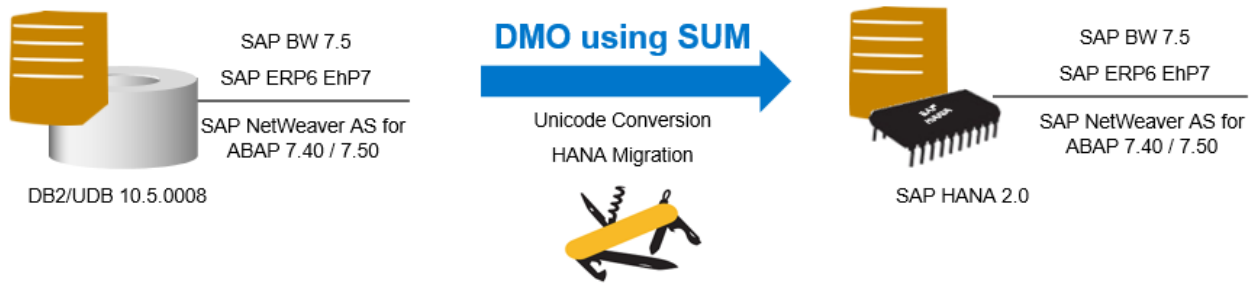 SAP BW 7.5
SAP ERP6 EhP7
SAP NetWeaver AS for
ABAP 7.40 / 7.50
DB2/UDB 10.5.0008
DMO using SUM
Unicode Conversion
HANA Migration
SAP BW 7.5
SAP ERP6 EhP7
SAP NetWeaver AS for
ABAP 7.40 / 7.50
SAP
HANA
SAP HANA 2.0